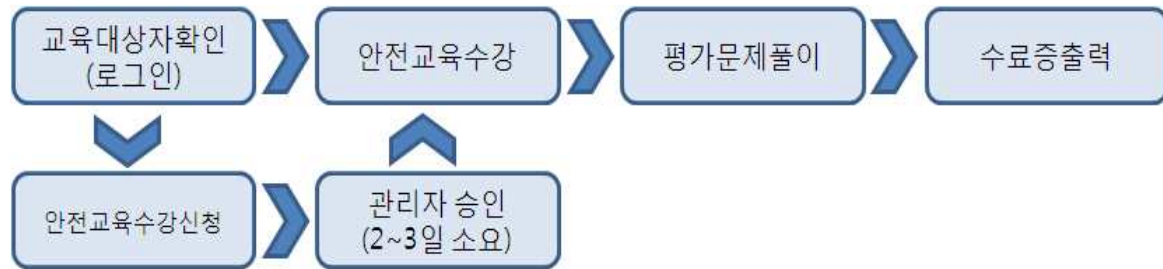 교육대상자확인
(로그인)
안전교육수강
평가문제풀이
수료증출력
안전교육수강신청
관리자 승인
(2~3일 소요)